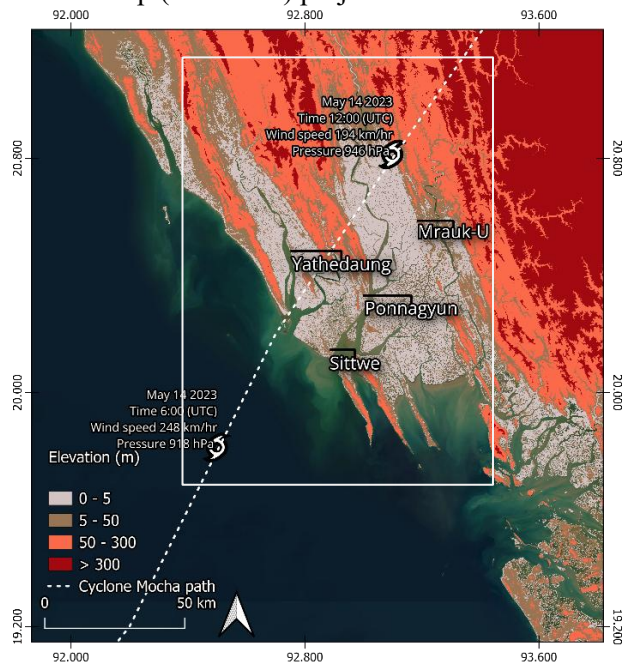 92.000 92.800 93.600
May 14 2023
Time 12:00 (UTC)
Wind speed 194 km/hr
Pressure 946 hPa
20.800 20.800
Mrauk-U
Yathedaung
Ponnagyun
Sittwe
20.000 20.000
May 14 2023
Time 6:00 (UTC)
Wind speed 248 km/hr
Pressure 918 hPa
Elevation (m)
0 - 5
5 - 50
50 - 300
> 300
Cyclone Mocha path
0 50 km
19.200 19.200
92.000 92.800 93.600